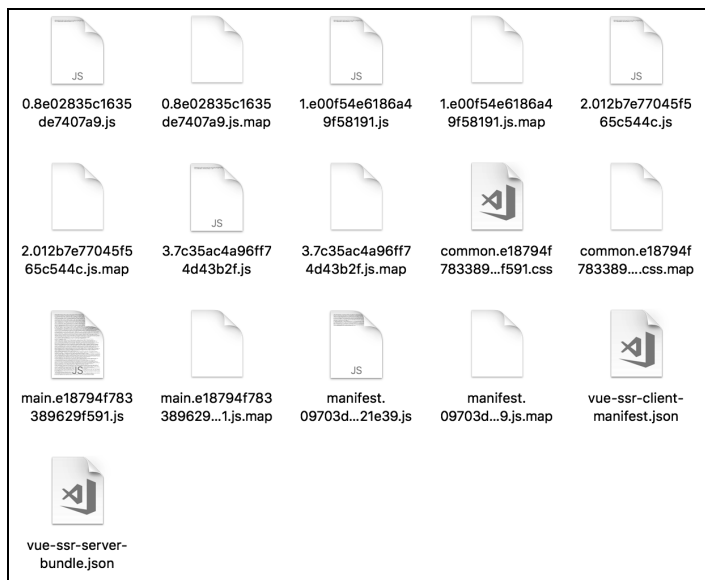 JS
JS
JS
0.8e02835c1635
de7407a9.js
0.8e02835c1635
de7407a9.js.map
1.e00f54e6186a4
9f58191.js
1.e00f54e6186a4
9f58191.js.map
2.012b7e77045f5
65c544c.js
JS
2.012b7e77045f5
65c544c.js.map
3.7c35ac4a96ff7
4d43b2f.js
3.7c35ac4a96ff7
4d43b2f.js.map
common.e18794f
783389...f591.css
common.e18794f
783389....css.map
JS
JS
main.e18794f783
389629f591.js
main.e18794f783
389629...1.js.map
manifest.
09703d...21e39.js
manifest.
09703d...9.js.map
vue-ssr-client-
manifest.json
vue-ssr-server-
bundle.json